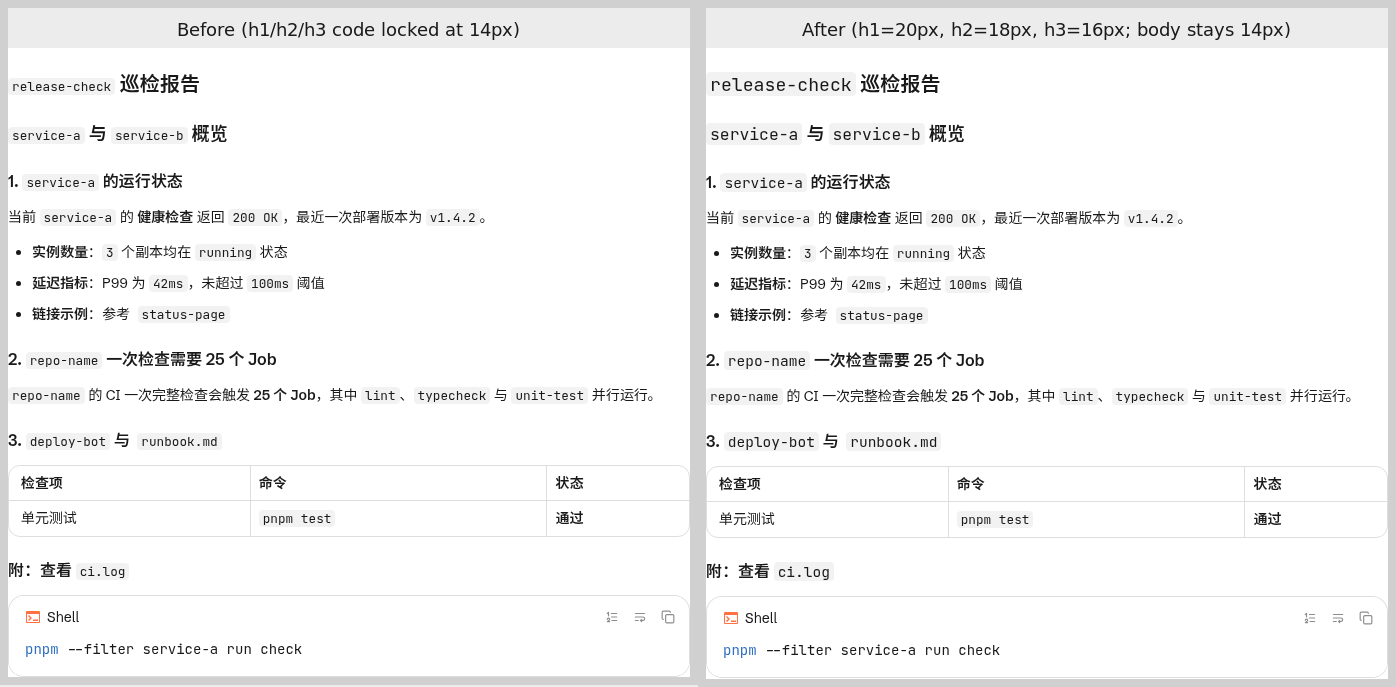 Before (h1/h2/h3 code locked at 14px)
release-check 巡检报告
service-a 与 service-b 概览
1. service-a 的运行状态
当前 service-a 的 健康检查 返回 200 OK，最近一次部署版本为 v1.4.2。
• 实例数量：3 个副本均在 running 状态
• 延迟指标：P99 为 42ms，未超过 100ms 阈值
• 链接示例：参考 status-page
2. repo-name 一次检查需要 25 个 Job
repo-name 的 CI 一次完整检查会触发 25 个 Job，其中 lint、typecheck 与 unit-test 并行运行。
3. deploy-bot 与 runbook.md
检查项 命令 状态
单元测试 pnpm test 通过
附：查看 ci.log
Shell
pnpm --filter service-a run check
After (h1=20px, h2=18px, h3=16px; body stays 14px)
release-check 巡检报告
service-a 与 service-b 概览
1. service-a 的运行状态
当前 service-a 的 健康检查 返回 200 OK，最近一次部署版本为 v1.4.2。
• 实例数量：3 个副本均在 running 状态
• 延迟指标：P99 为 42ms，未超过 100ms 阈值
• 链接示例：参考 status-page
2. repo-name 一次检查需要 25 个 Job
repo-name 的 CI 一次完整检查会触发 25 个 Job，其中 lint、typecheck 与 unit-test 并行运行。
3. deploy-bot 与 runbook.md
检查项 命令 状态
单元测试 pnpm test 通过
附：查看 ci.log
Shell
pnpm --filter service-a run check